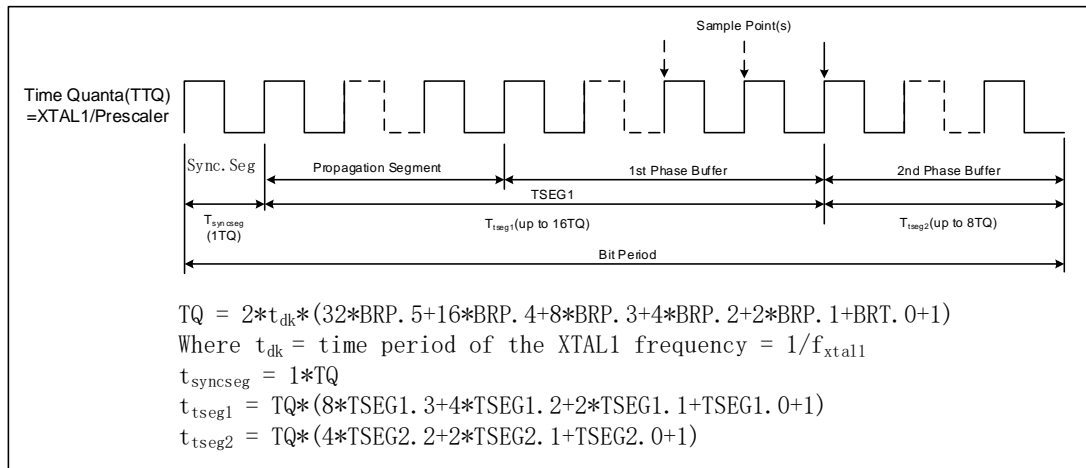 Sample Point(s)
Time Quanta(TTQ)
=XTAL1/Prescaler
Sync.Seg
Propagation Segment
1st Phase Buffer
2nd Phase Buffer
TSEG1
Tsyncseg
(1TQ)
Ttseg1(up to 16TQ)
Ttseg2(up to 8TQ)
Bit Period
TQ = 2*tdk*(32*BRP.5+16*BRP.4+8*BRP.3+4*BRP.2+2*BRP.1+BRT.0+1)
Where tdk = time period of the XTAL1 frequency = 1/fxtal1
tsyncseg = 1*TQ
ttseg1 = TQ*(8*TSEG1.3+4*TSEG1.2+2*TSEG1.1+TSEG1.0+1)
ttseg2 = TQ*(4*TSEG2.2+2*TSEG2.1+TSEG2.0+1)